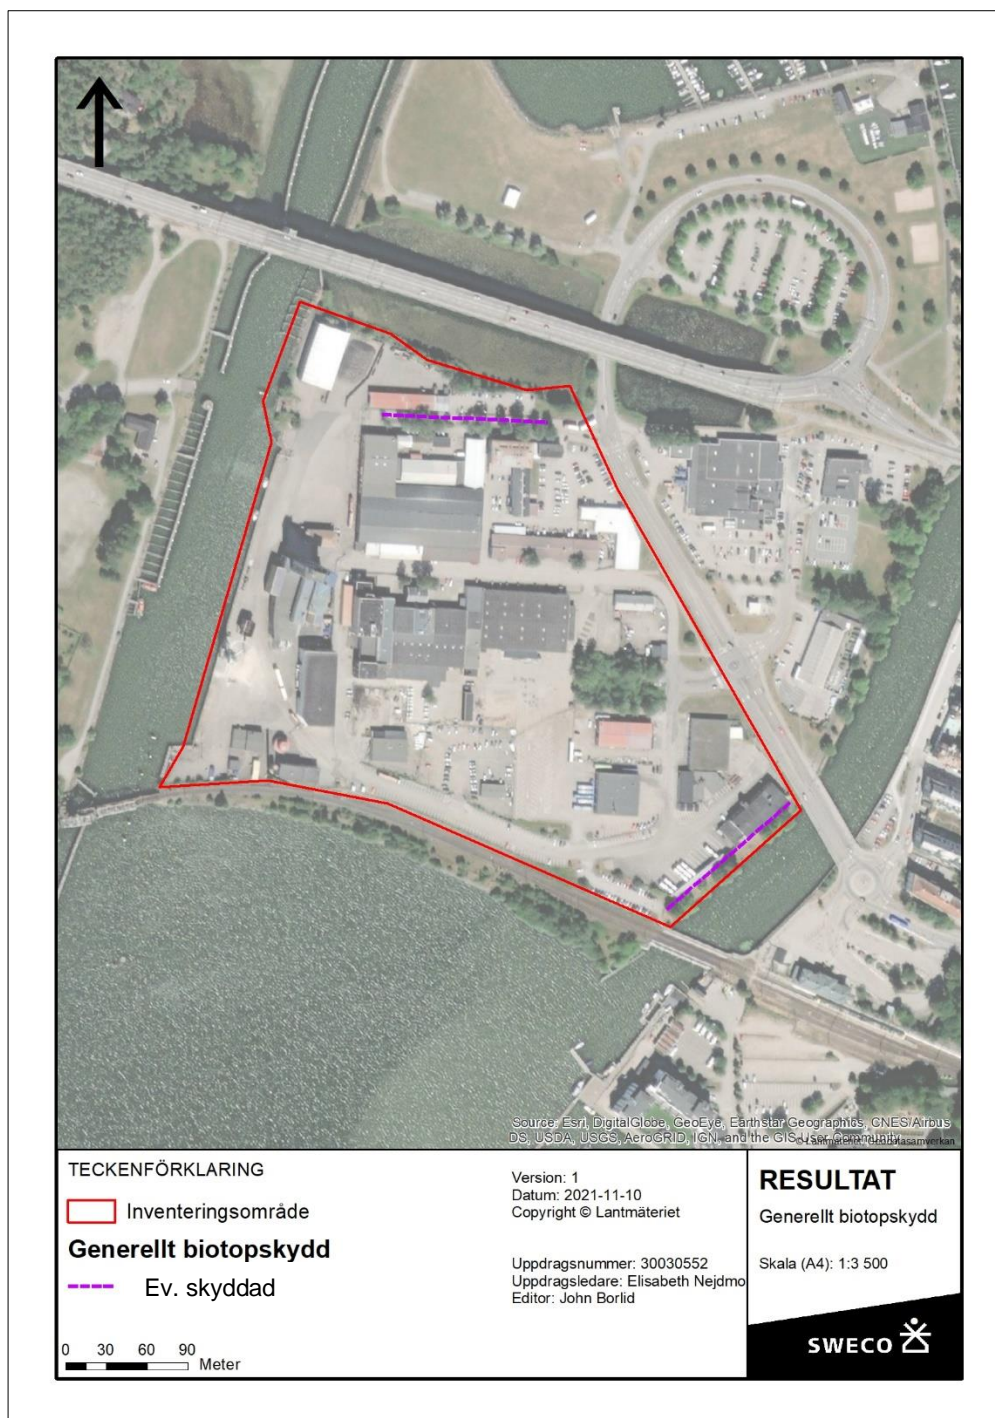 Source: Esri, DigitalGlobe, GeoEye, Earthstar Geographics, CNES/Airbus
DS, USDA, USGS, AeroGRID, IGN, and the GIS User Community
© Lantmäteriet, Geodatasamverkan
TECKENFÖRKLARING
Inventeringsområde
Generellt biotopskydd
Ev. skyddad
0 30 60 90
Meter
Version: 1
Datum: 2021-11-10
Copyright © Lantmäteriet
Uppdragsnummer: 30030552
Uppdragsledare: Elisabeth Nejdmo
Editor: John Borlid
RESULTAT
Generellt biotopskydd
Skala (A4): 1:3 500
SWECO